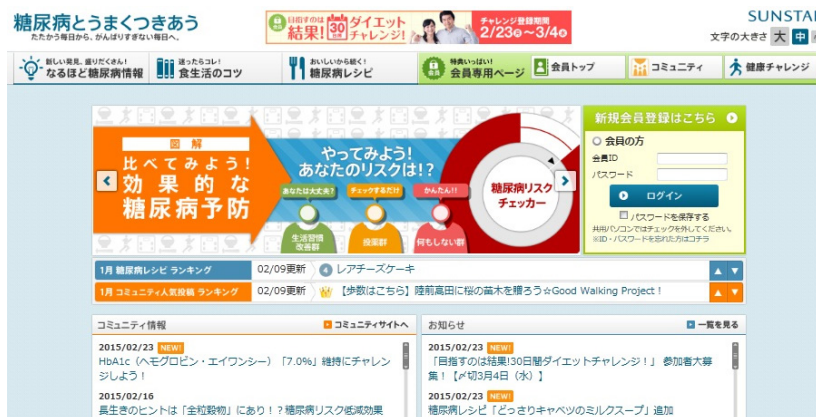 糖尿病とうまくつきあう
たたかう毎日から、がんばりすぎない毎日へ。
目指すのは
結果!30日間ダイエットチャレンジ!
チャレンジ登録期間
2/23月～3/4水
SUNSTAR
文字の大きさ 大 中
新しい発見、盛りだくさん!
なるほど糖尿病情報
迷ったらコレ!
食生活のコツ
おいしいから続く!
糖尿病レシピ
会員
特典いっぱい!
会員専用ページ
会員トップ
コミュニティ
健康チャレンジ
図解
比べてみよう!
効果的な
糖尿病予防
やってみよう!
あなたのリスクは!?
あなたは大丈夫?
チェックするだけ
かんたん!!
生活習慣
改善群
投薬群
何もしない群
糖尿病リスク
チェッカー
新規会員登録はこちら
会員の方
会員ID
パスワード
ログイン
パスワードを保存する
共用パソコンではチェックを外してください。
※ID・パスワードを忘れた方はコチラ
1月 糖尿病レシピ ランキング 02/09更新 4 レアチーズケーキ
1月 コミュニティ人気投稿 ランキング 02/09更新 【歩数はこちら】陸前高田に桜の苗木を贈ろう☆Good Walking Project!
コミュニティ情報 コミュニティサイトへ
2015/02/23 NEW!
HbA1c(ヘモグロビン・エイワンシー)「7.0%」維持にチャレン
ジしよう!
2015/02/16
長生きのヒントは「全粒穀物」にあり!?糖尿病リスク低減効果
お知らせ 一覧を見る
2015/02/23 NEW!
「目指すのは結果!30日間ダイエットチャレンジ!」 参加者大募
集!【〆切3月4日(水)】
2015/02/23 NEW!
糖尿病レシピ「どっさりキャベツのミルクスープ」追加